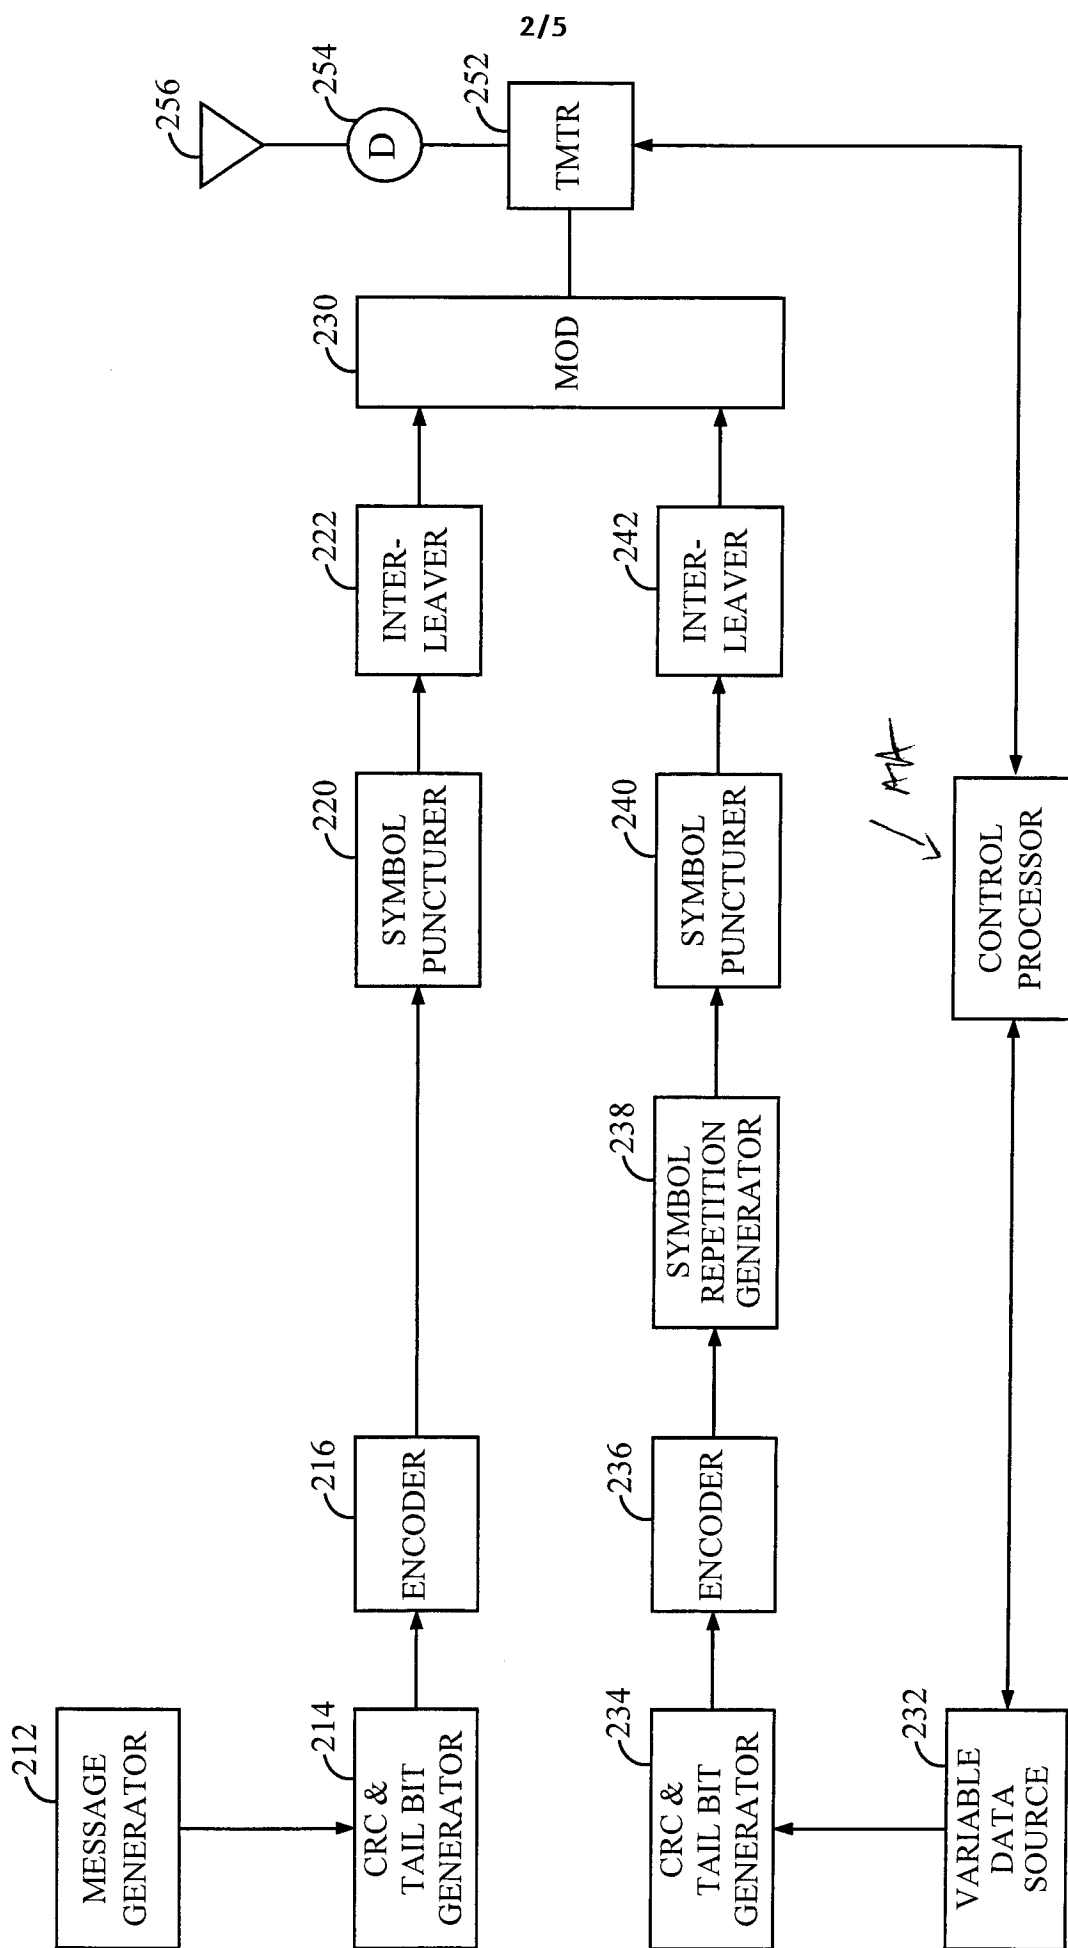 2/5
256
254
D
252
TMTR
230
MOD
222
INTER-
LEAVER
242
INTER-
LEAVER
220
SYMBOL
PUNCTURER
240
SYMBOL
PUNCTURER
CONTROL
PROCESSOR
238
SYMBOL
REPETITION
GENERATOR
216
ENCODER
236
ENCODER
212
MESSAGE
GENERATOR
214
CRC &
TAIL BIT
GENERATOR
234
CRC &
TAIL BIT
GENERATOR
232
VARIABLE
DATA
SOURCE